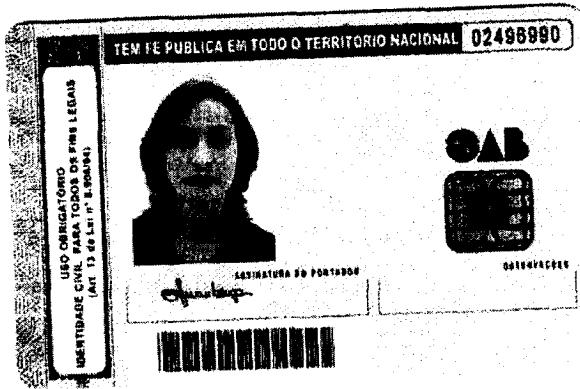 TEM FE PUBLICA EM TODO O TERRITORIO NACIONAL
02496990
USO OBRIGATÓRIO
IDENTIDADE CIVIL PARA TODOS OS FINS LEGAIS
(Art. 13 da Lei nº 8.906/94)
OAB
ASSINATURA DO PORTADOR
OBSERVAÇÕES